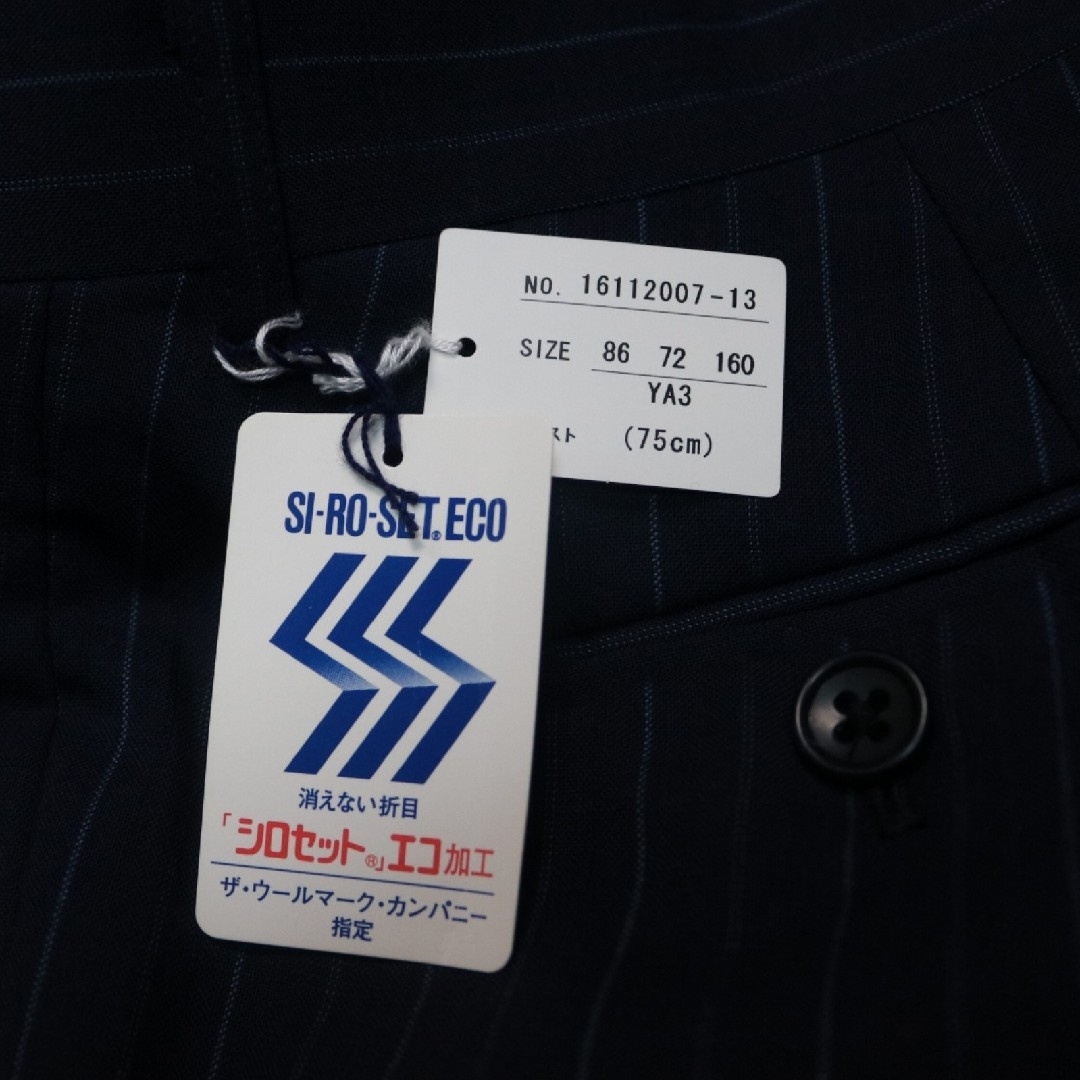 NO. 16112007-13
SIZE 86 72 160
YA3
スト (75cm)
SI-RO-SET® ECO
消えない折目
「シロセット®」エコ加工
ザ・ウールマーク・カンパニー
指定